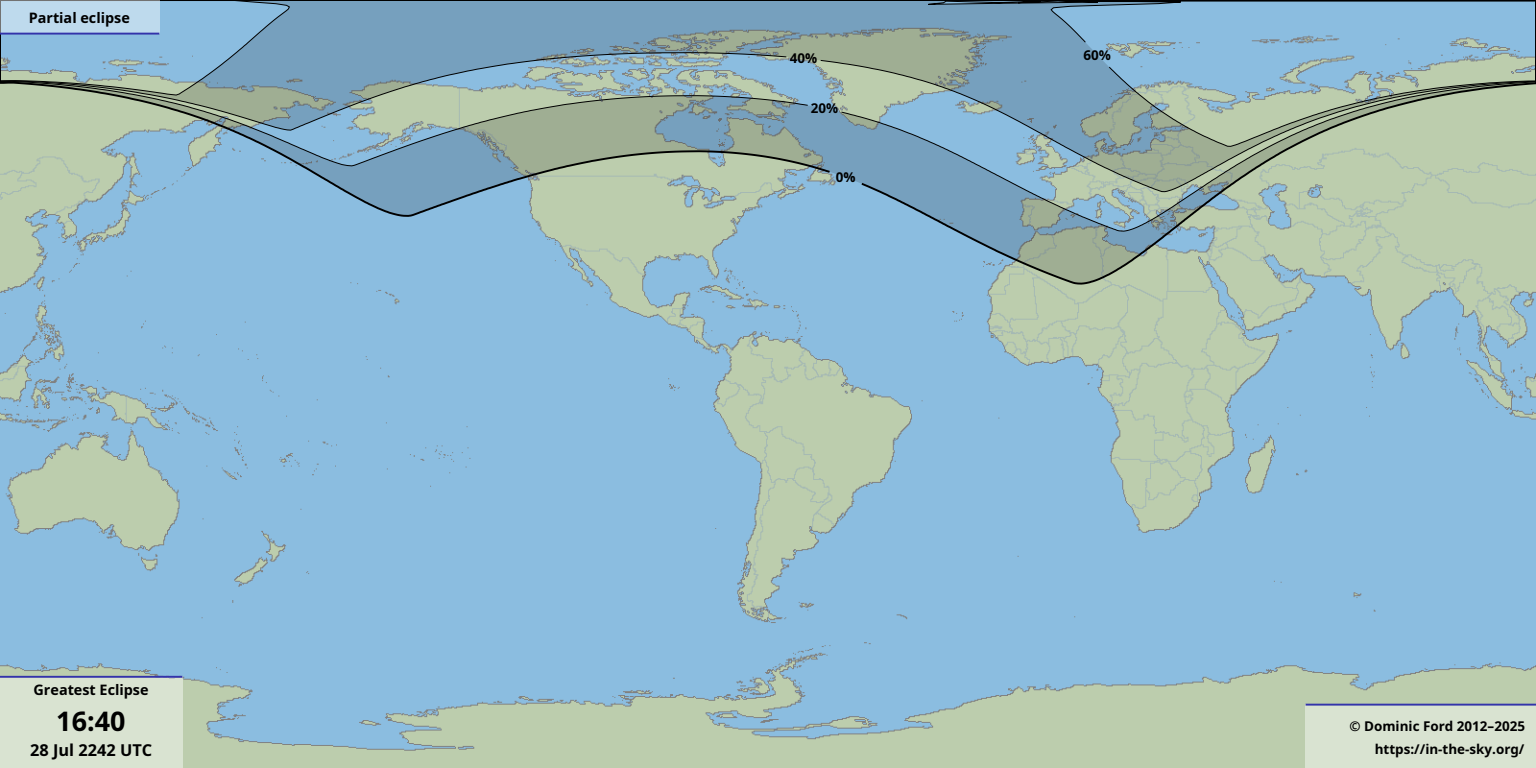 Partial eclipse
60%
40%
20%
0%
Greatest Eclipse
16:40
28 Jul 2242 UTC
© Dominic Ford 2012–2025
https://in-the-sky.org/